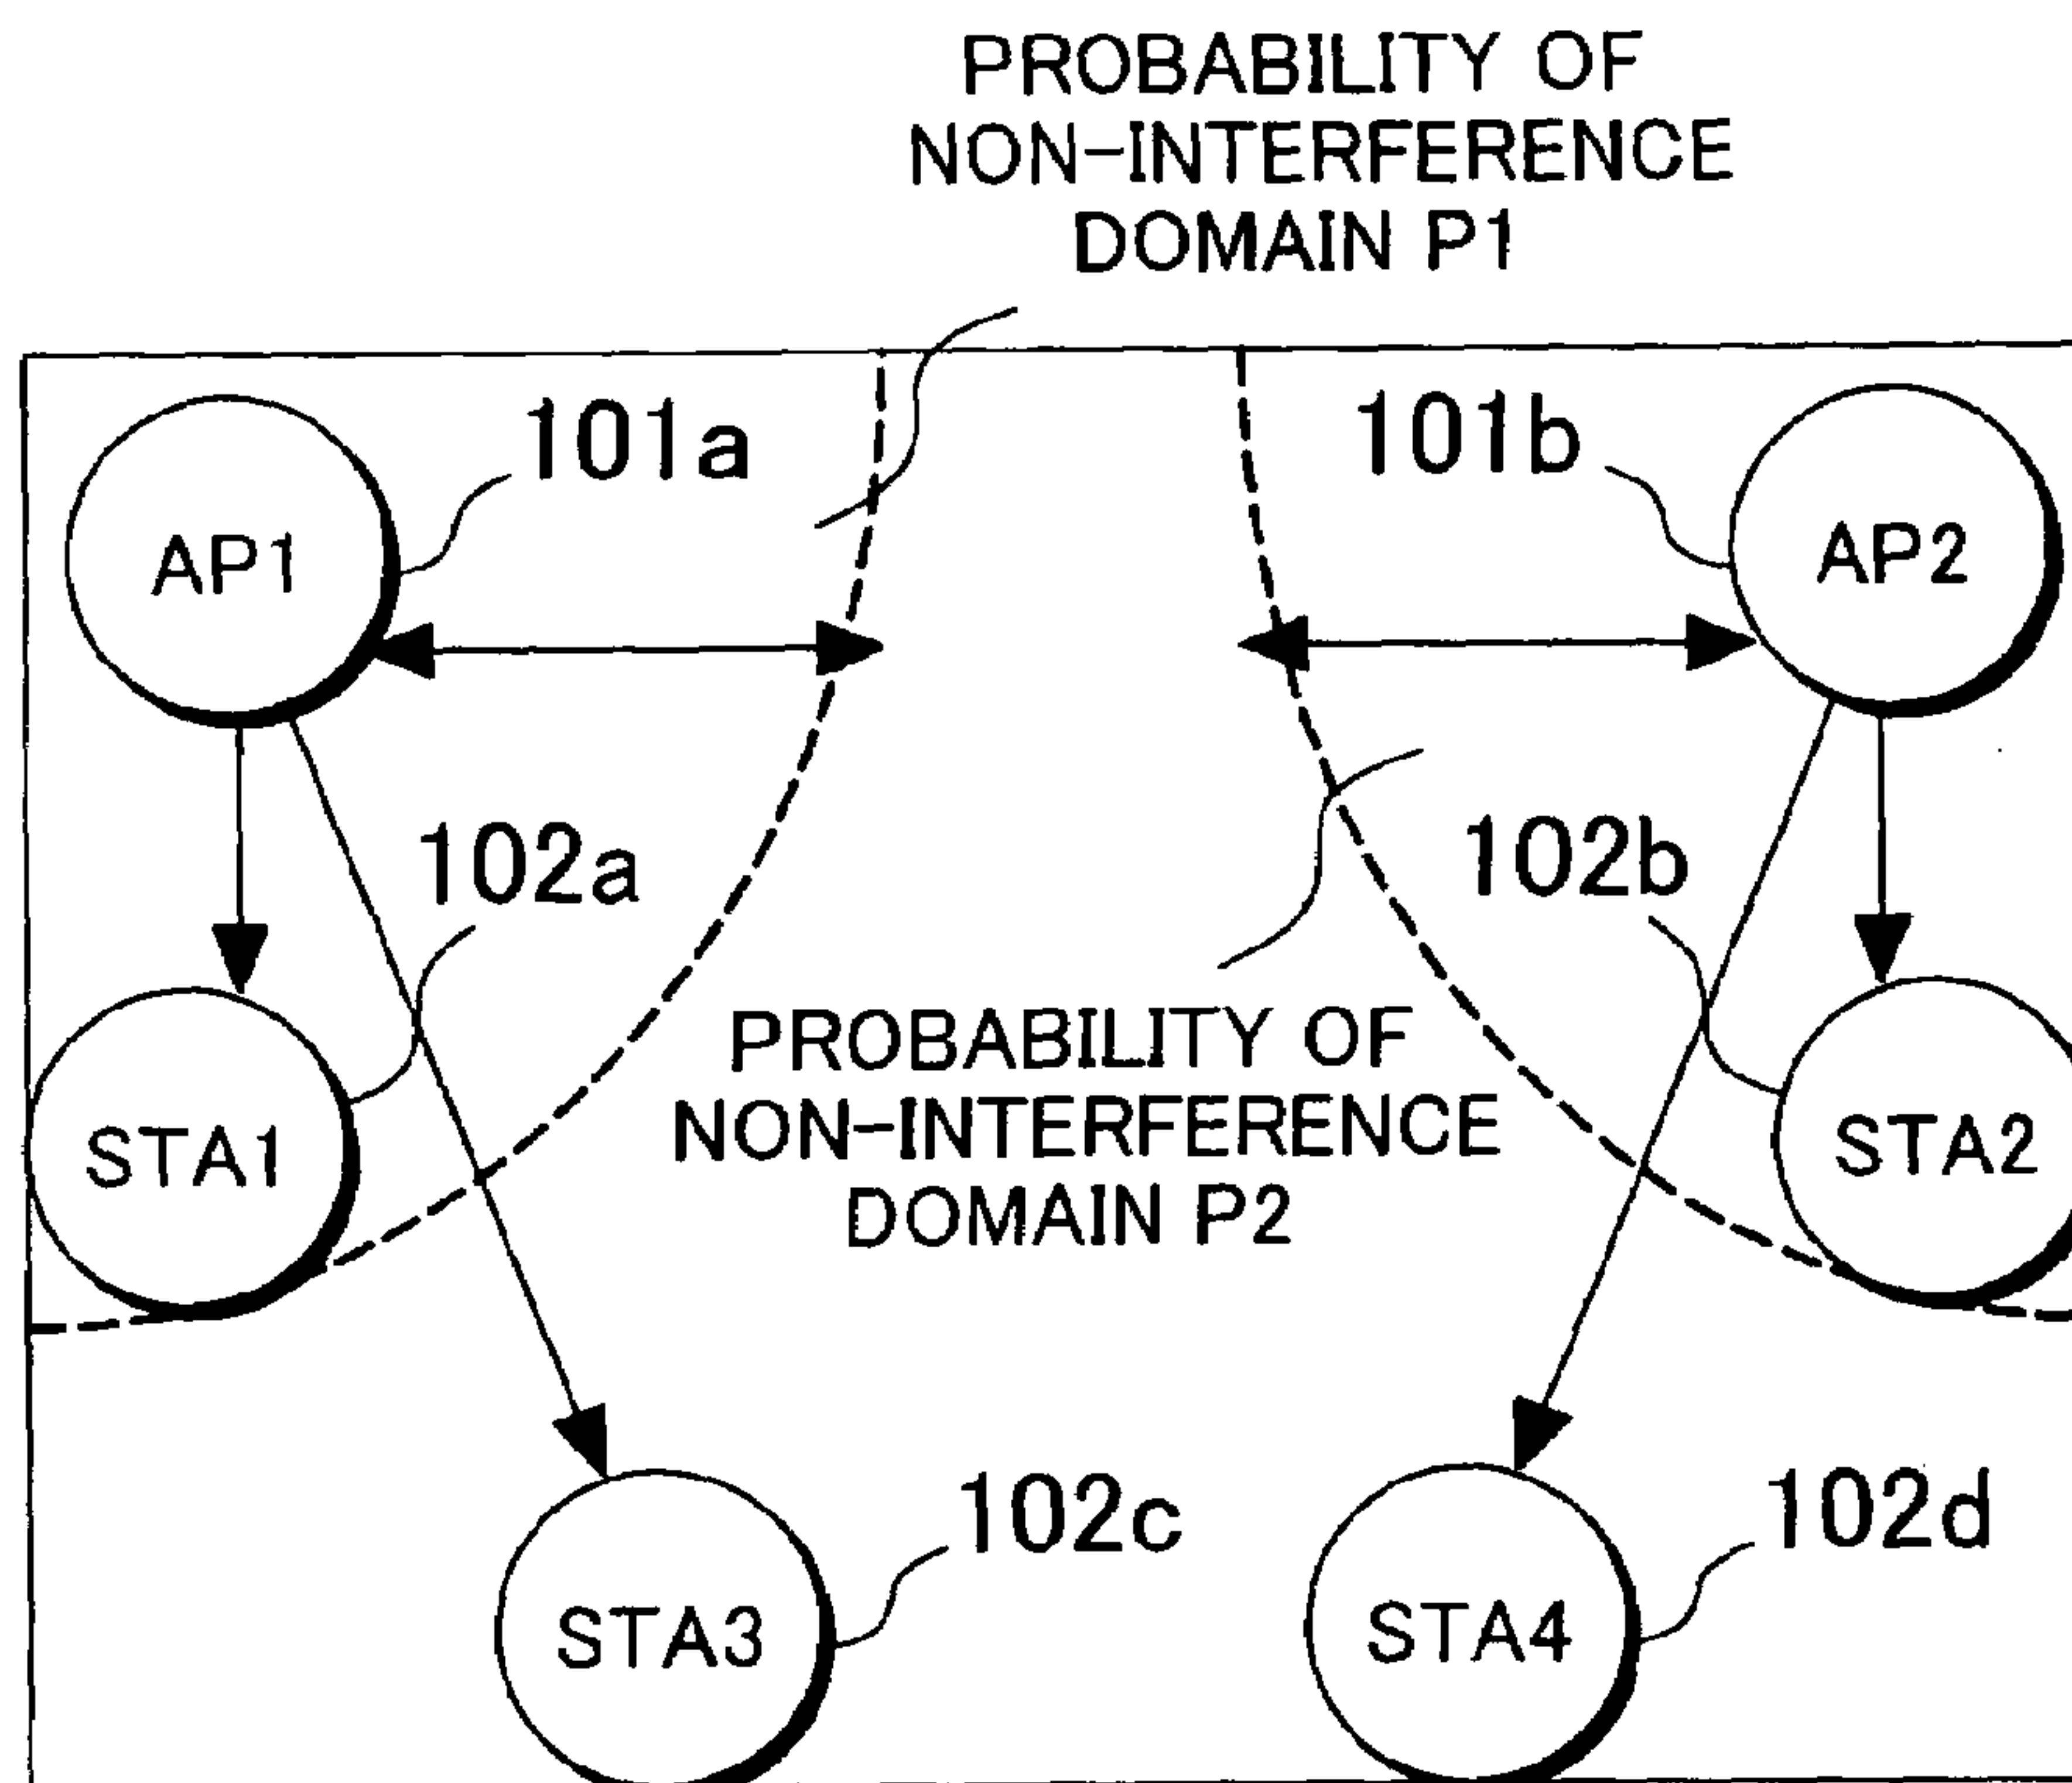 PROBABILITY OF
NON-INTERFERENCE
DOMAIN P1
101a
101b
AP1
AP2
102a
102b
PROBABILITY OF
NON-INTERFERENCE
DOMAIN P2
STA1
STA2
102c
102d
STA3
STA4